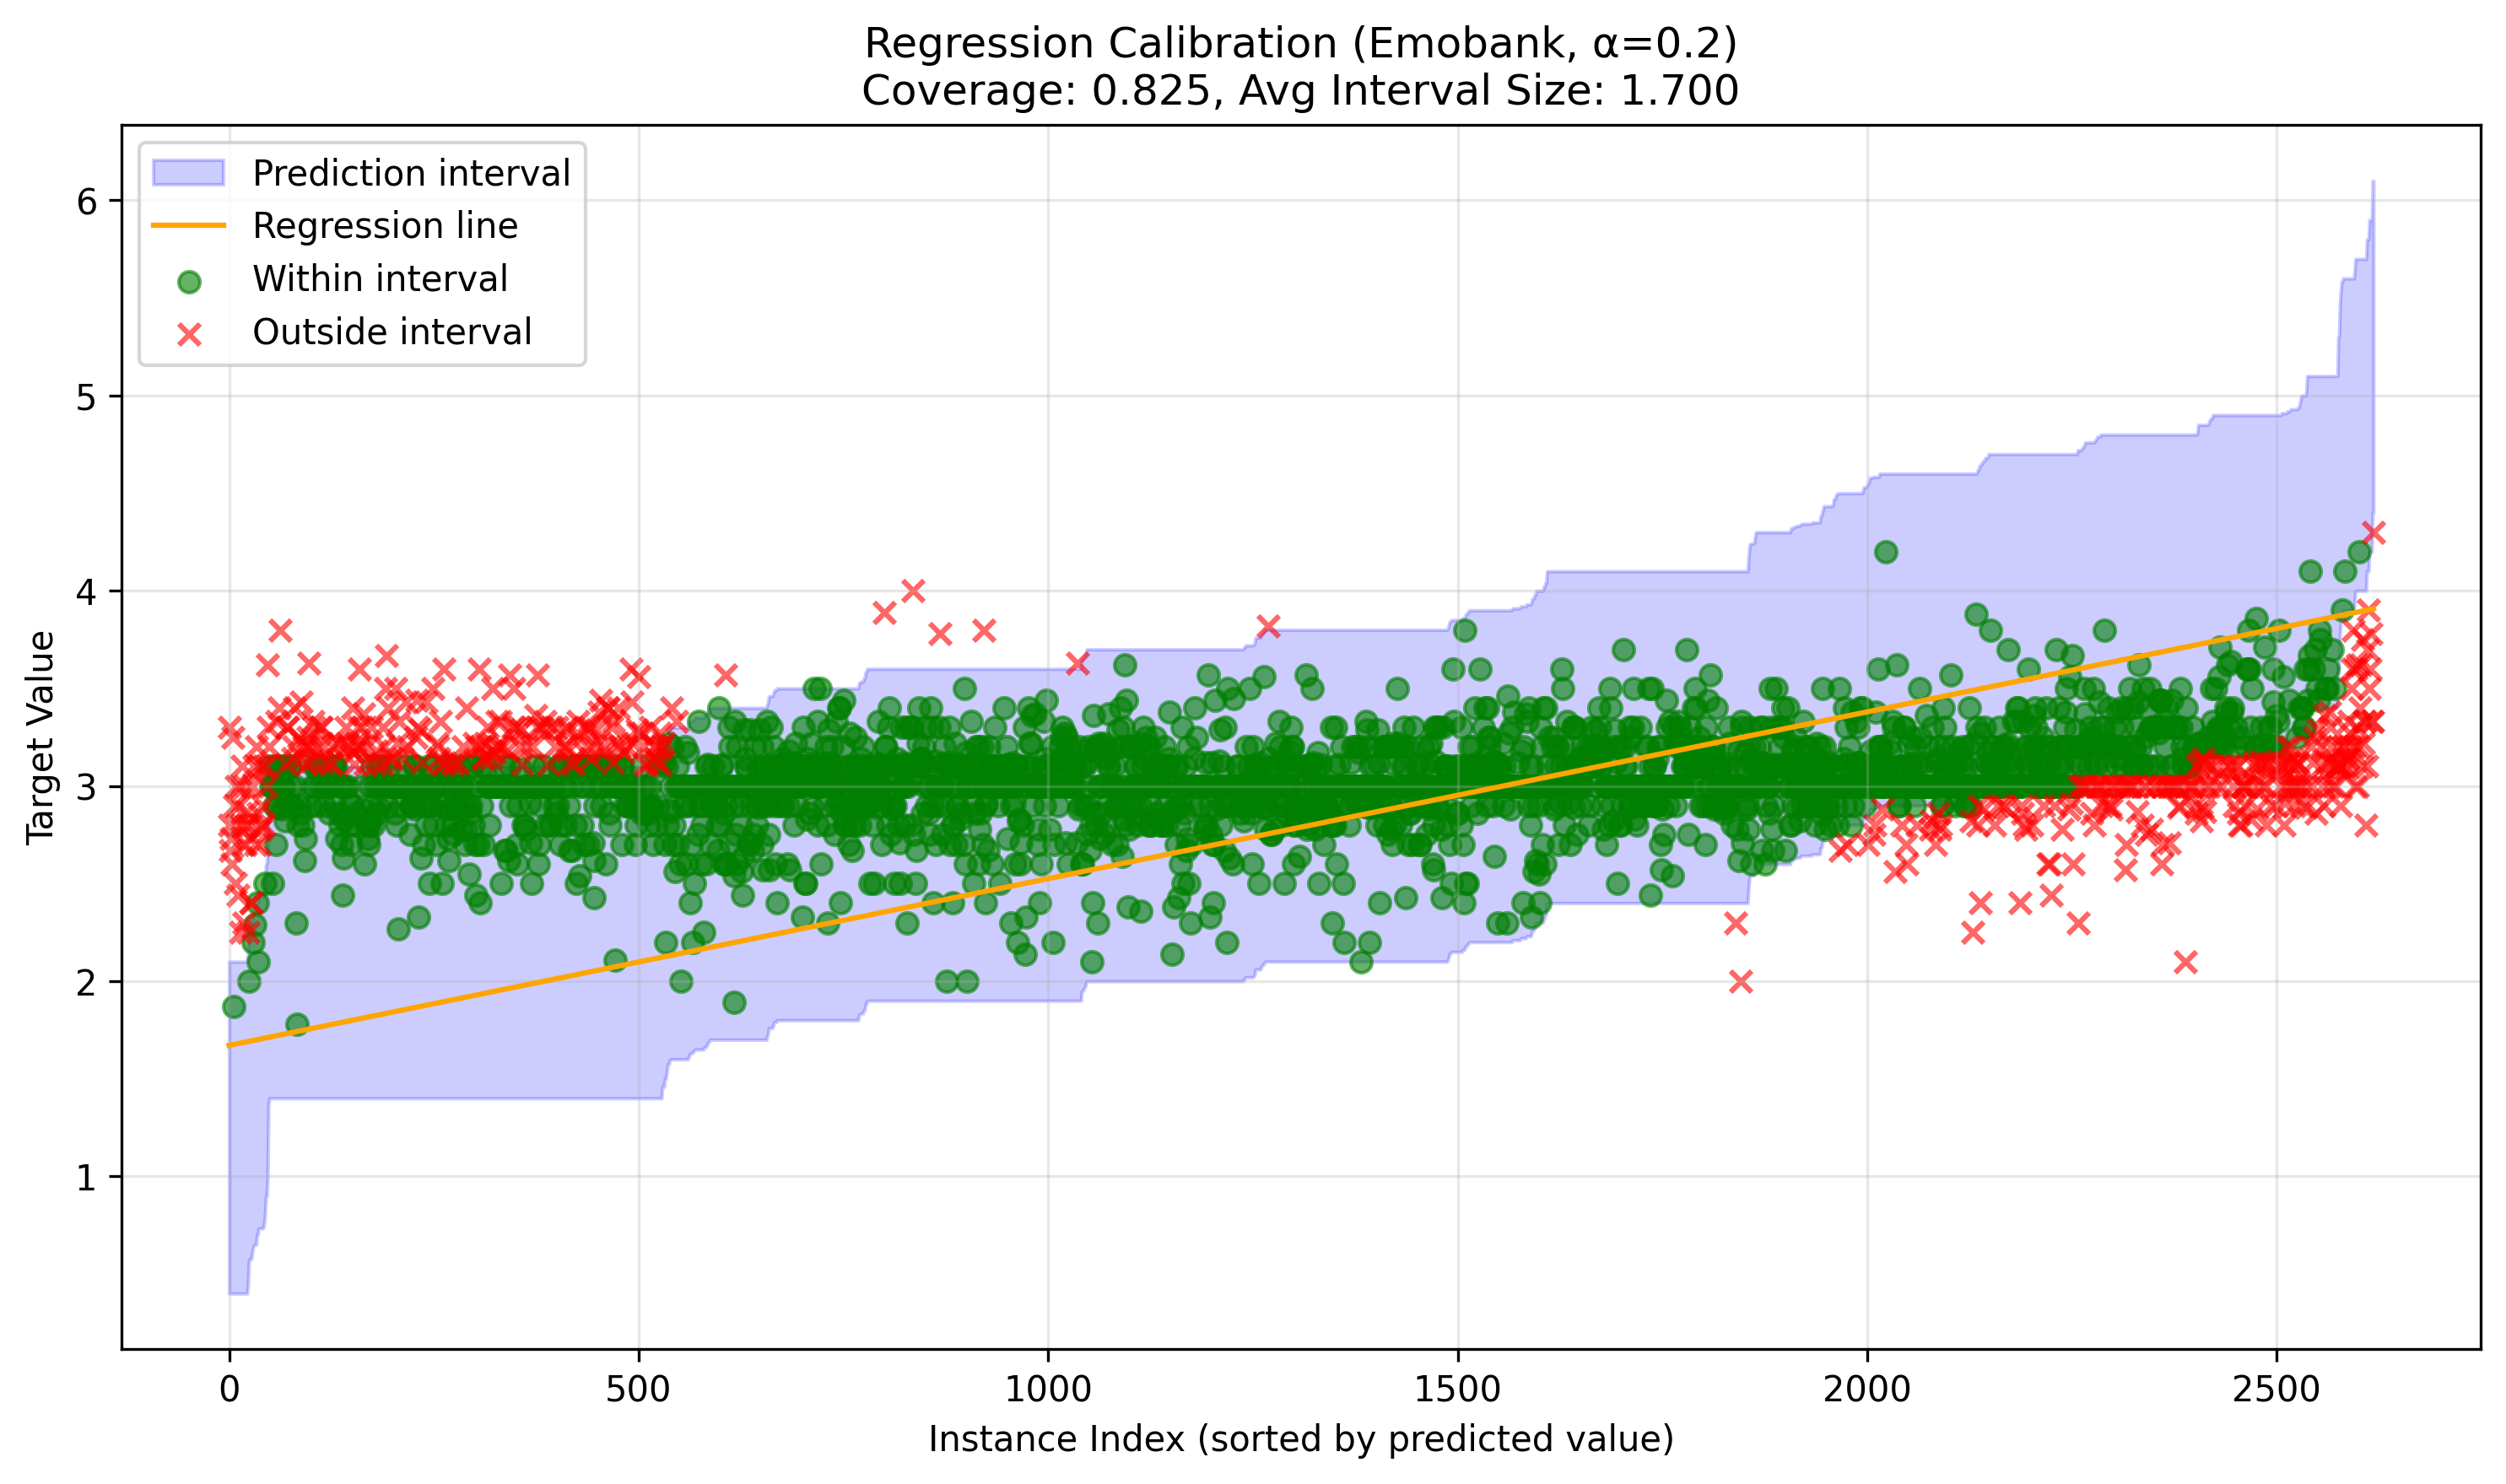 Regression Calibration (Emobank, α=0.2)
Coverage: 0.825, Avg Interval Size: 1.700
Prediction interval
Regression line
Within interval
Outside interval
Target Value
6
5
4
3
2
1
0 500 1000 1500 2000 2500
Instance Index (sorted by predicted value)